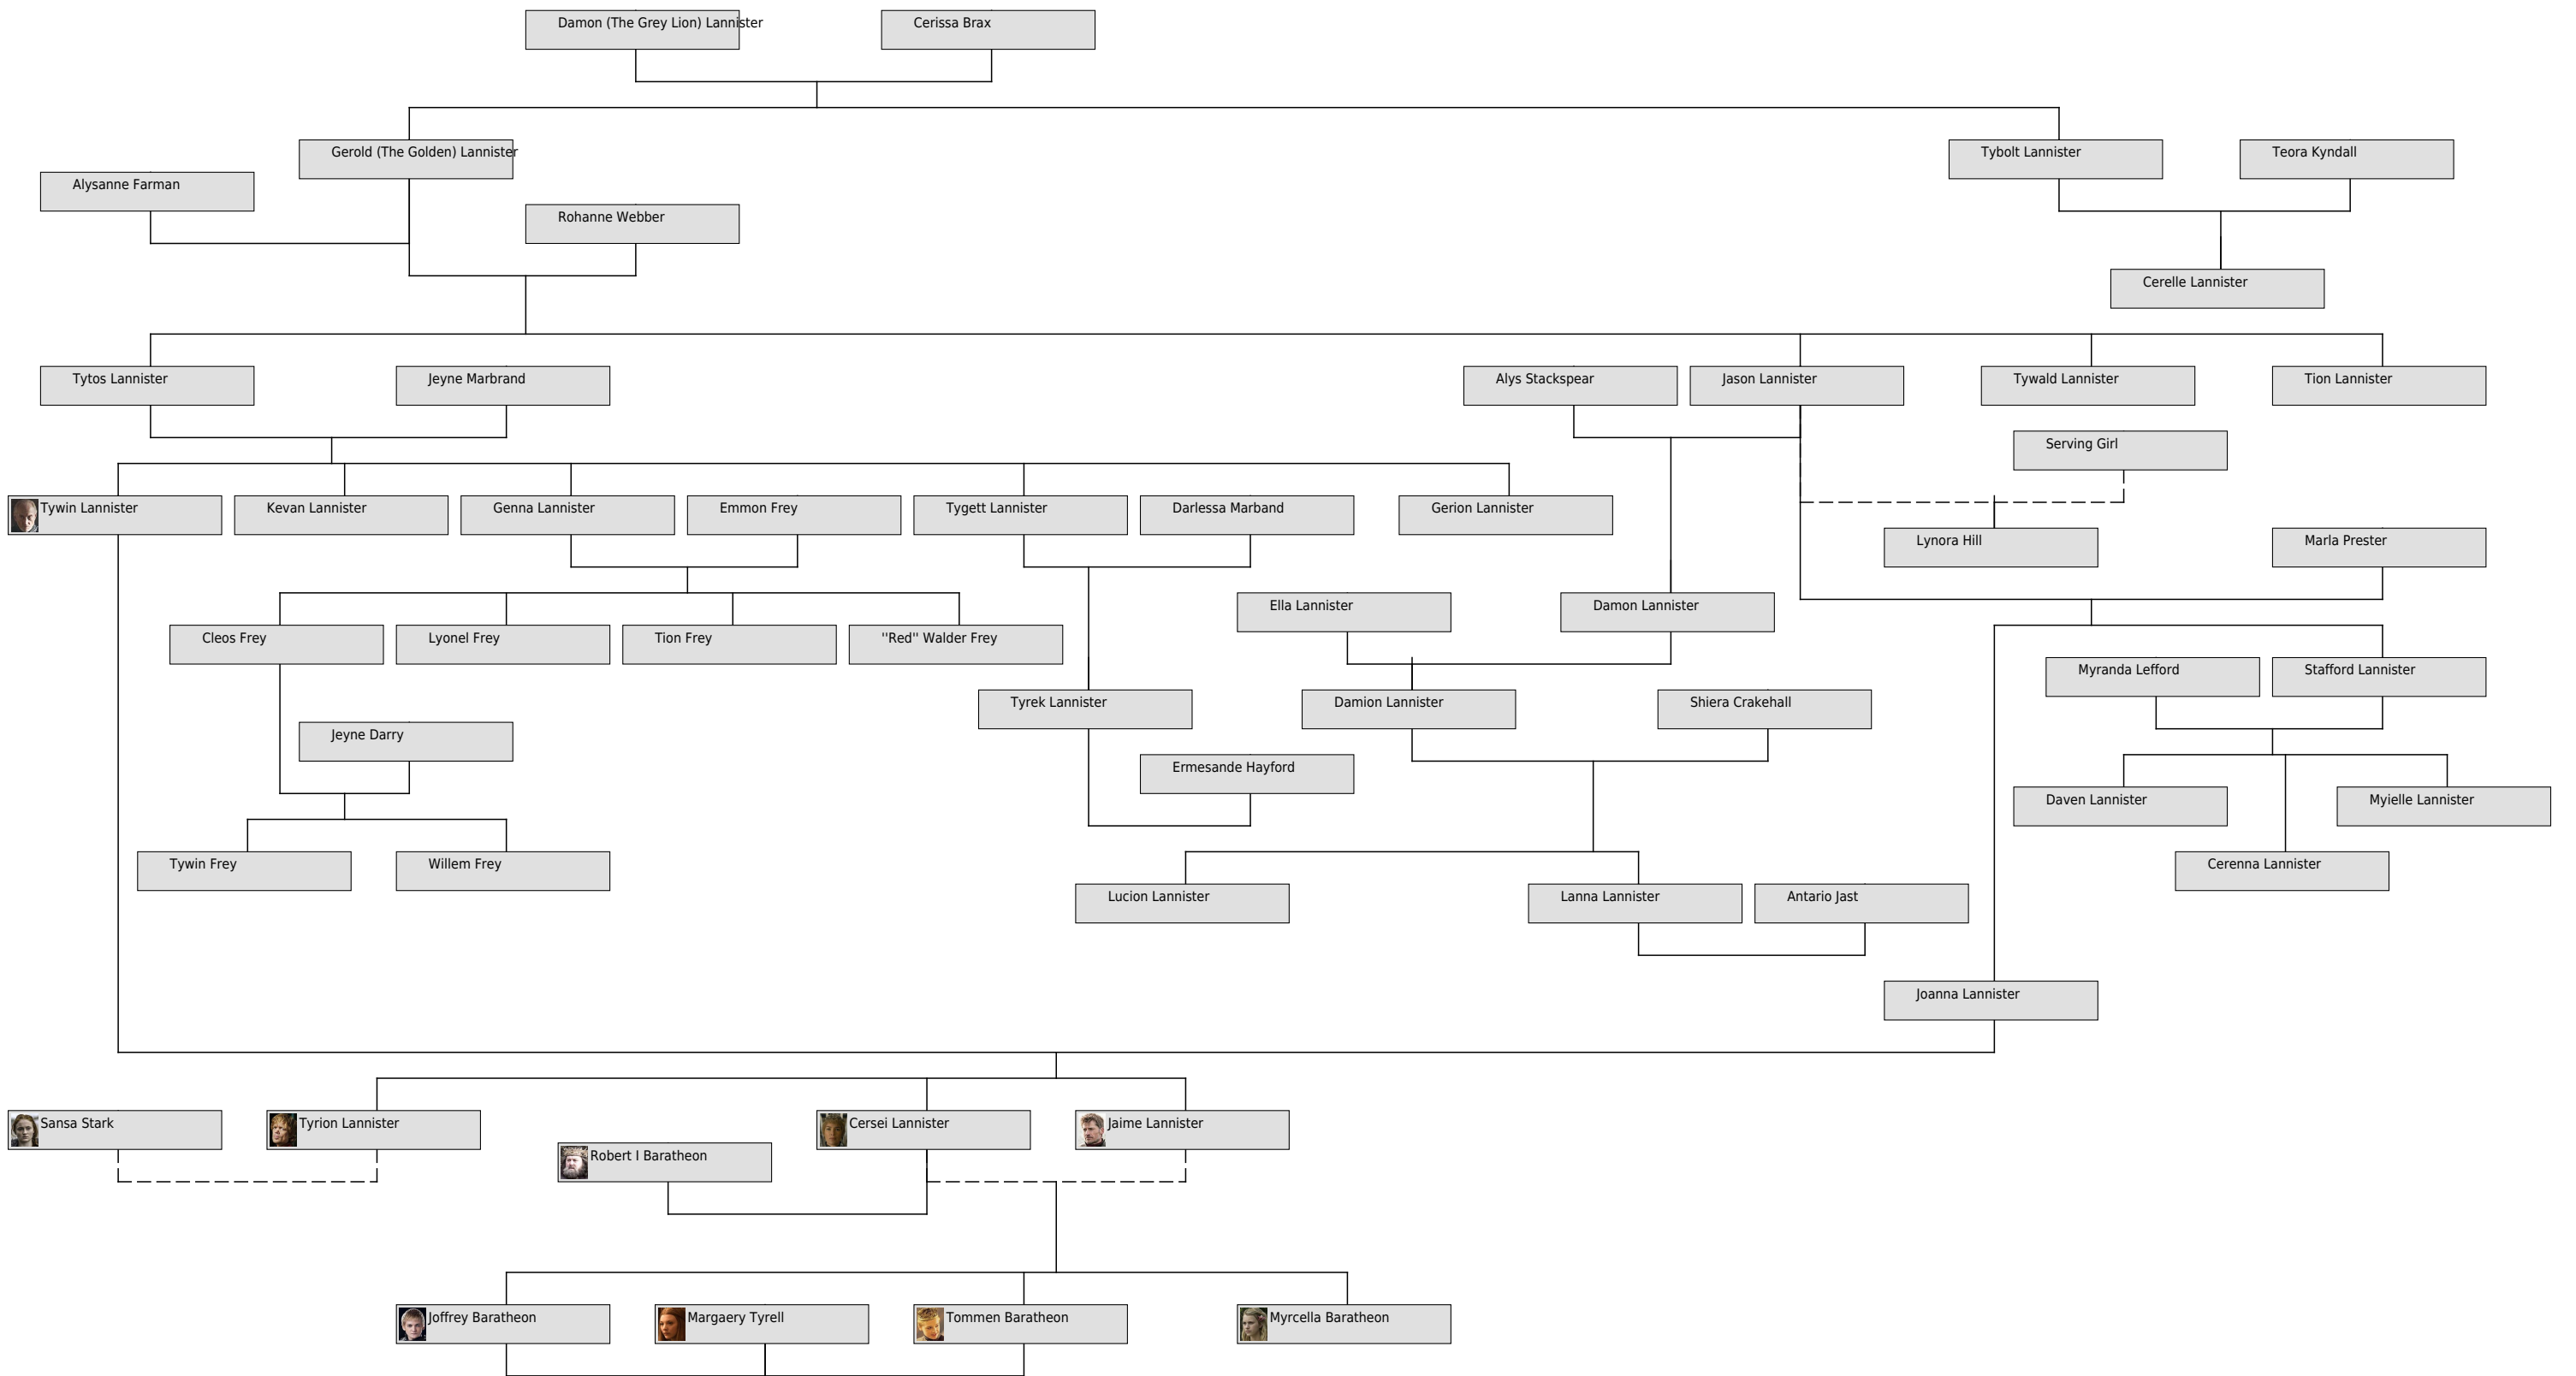 Damon (The Grey Lion) Lannister
Cerissa Brax
Gerold (The Golden) Lannister
Tybolt Lannister
Teora Kyndall
Alysanne Farman
Rohanne Webber
Cerelle Lannister
Tytos Lannister
Jeyne Marbrand
Alys Stackspear
Jason Lannister
Tywald Lannister
Tion Lannister
Serving Girl
Tywin Lannister
Kevan Lannister
Genna Lannister
Emmon Frey
Tygett Lannister
Darlessa Marband
Gerion Lannister
Lynora Hill
Marla Prester
Ella Lannister
Damon Lannister
Cleos Frey
Lyonel Frey
Tion Frey
"Red" Walder Frey
Myranda Lefford
Stafford Lannister
Tyrek Lannister
Damion Lannister
Shiera Crakehall
Jeyne Darry
Ermesande Hayford
Daven Lannister
Myielle Lannister
Tywin Frey
Willem Frey
Cerenna Lannister
Lucion Lannister
Lanna Lannister
Antario Jast
Joanna Lannister
Sansa Stark
Tyrion Lannister
Cersei Lannister
Jaime Lannister
Robert I Baratheon
Joffrey Baratheon
Margaery Tyrell
Tommen Baratheon
Myrcella Baratheon